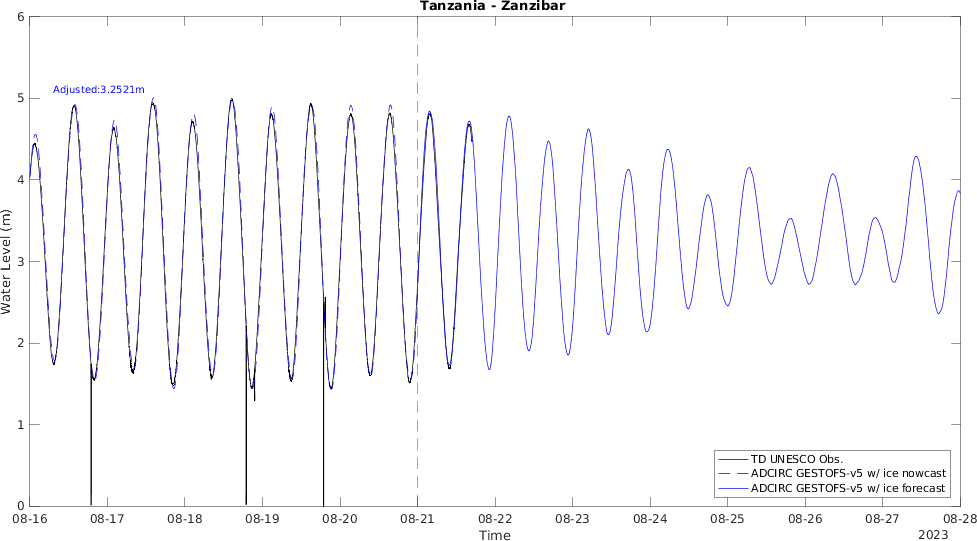 Tanzania - Zanzibar
6
5
4
3
2
1
0
Water Level (m)
Adjusted:3.2521m
TD UNESCO Obs.
ADCIRC GESTOFS-v5 w/ ice nowcast
ADCIRC GESTOFS-v5 w/ ice forecast
08-16 08-17 08-18 08-19 08-20 08-21 08-22 08-23 08-24 08-25 08-26 08-27 08-28
Time
2023